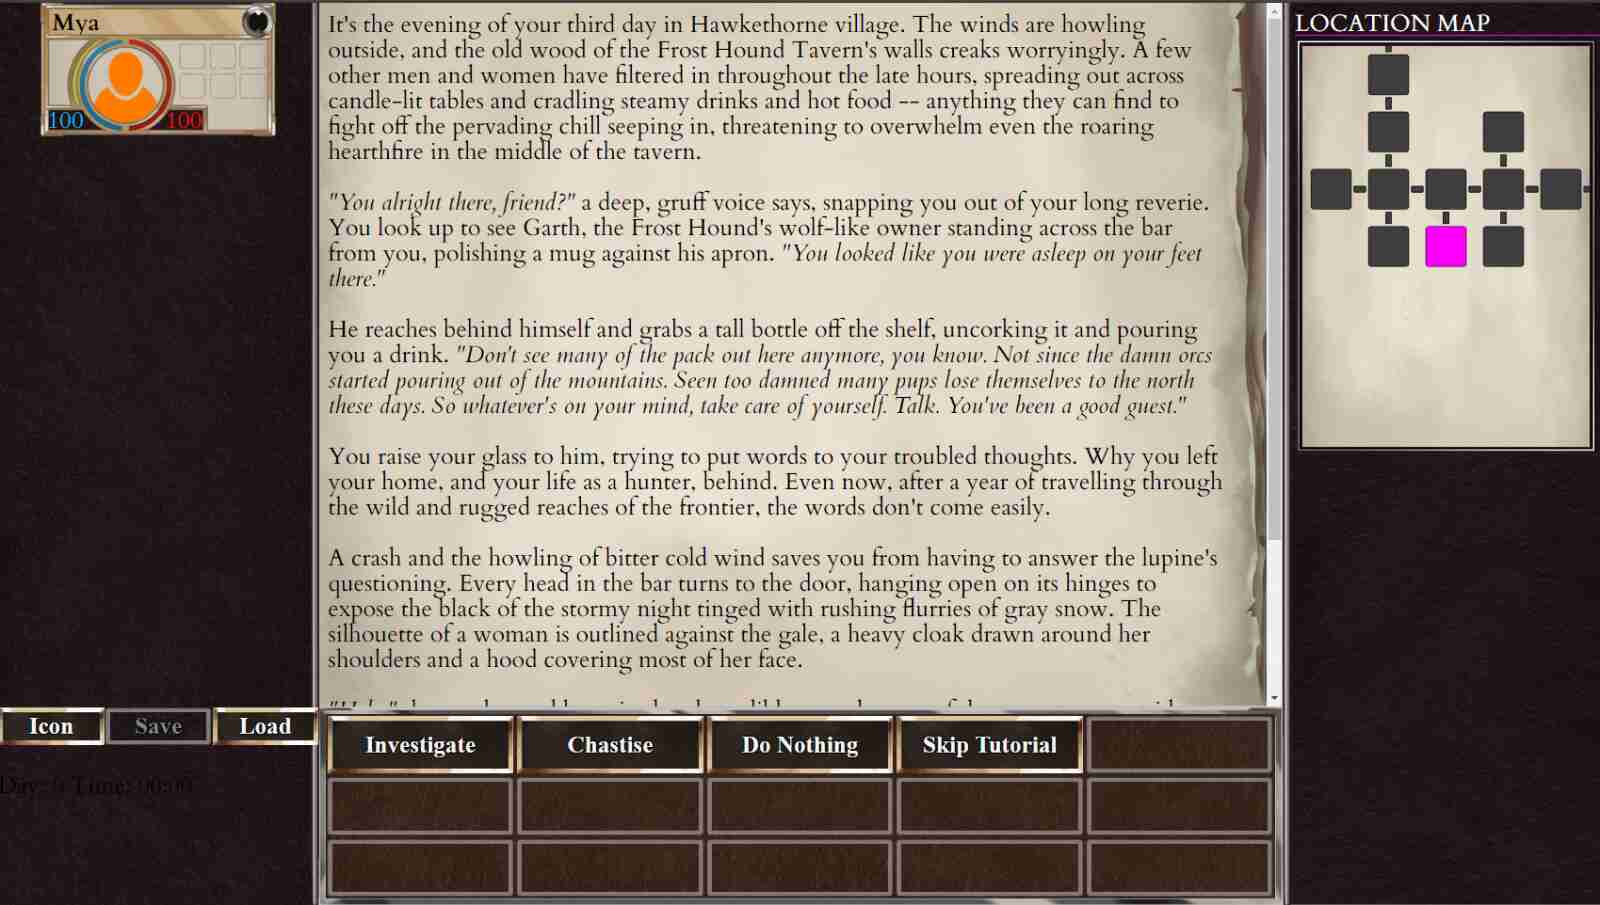 Mya
100
100
It's the evening of your third day in Hawkethorne village. The winds are howling
outside, and the old wood of the Frost Hound Tavern's walls creaks worryingly. A few
other men and women have filtered in throughout the late hours, spreading out across
candle-lit tables and cradling steamy drinks and hot food -- anything they can find to
fight off the pervading chill seeping in, threatening to overwhelm even the roaring
hearthfire in the middle of the tavern.
"You alright there, friend?" a deep, gruff voice says, snapping you out of your long reverie.
You look up to see Garth, the Frost Hound's wolf-like owner standing across the bar
from you, polishing a mug against his apron. "You looked like you were asleep on your feet
there."
He reaches behind himself and grabs a tall bottle off the shelf, uncorking it and pouring
you a drink. "Don't see many of the pack out here anymore, you know. Not since the damn orcs
started pouring out of the mountains. Seen too damned many pups lose themselves to the north
these days. So whatever's on your mind, take care of yourself. Talk. You've been a good guest."
You raise your glass to him, trying to put words to your troubled thoughts. Why you left
your home, and your life as a hunter, behind. Even now, after a year of travelling through
the wild and rugged reaches of the frontier, the words don't come easily.
A crash and the howling of bitter cold wind saves you from having to answer the lupine's
questioning. Every head in the bar turns to the door, hanging open on its hinges to
expose the black of the stormy night tinged with rushing flurries of gray snow. The
silhouette of a woman is outlined against the gale, a heavy cloak drawn around her
shoulders and a hood covering most of her face.
LOCATION MAP
Icon
Save
Load
Day: Time: 00:00
Investigate
Chastise
Do Nothing
Skip Tutorial